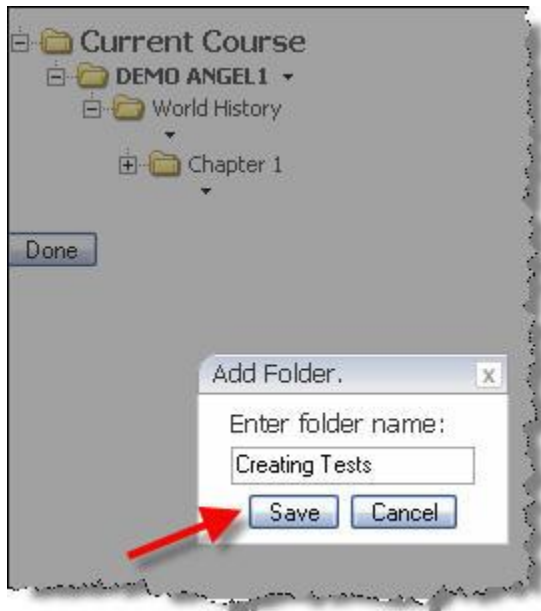 Current Course
DEMO ANGEL1
World History
Chapter 1
Done
Add Folder.
x
Enter folder name:
Creating Tests
Save Cancel